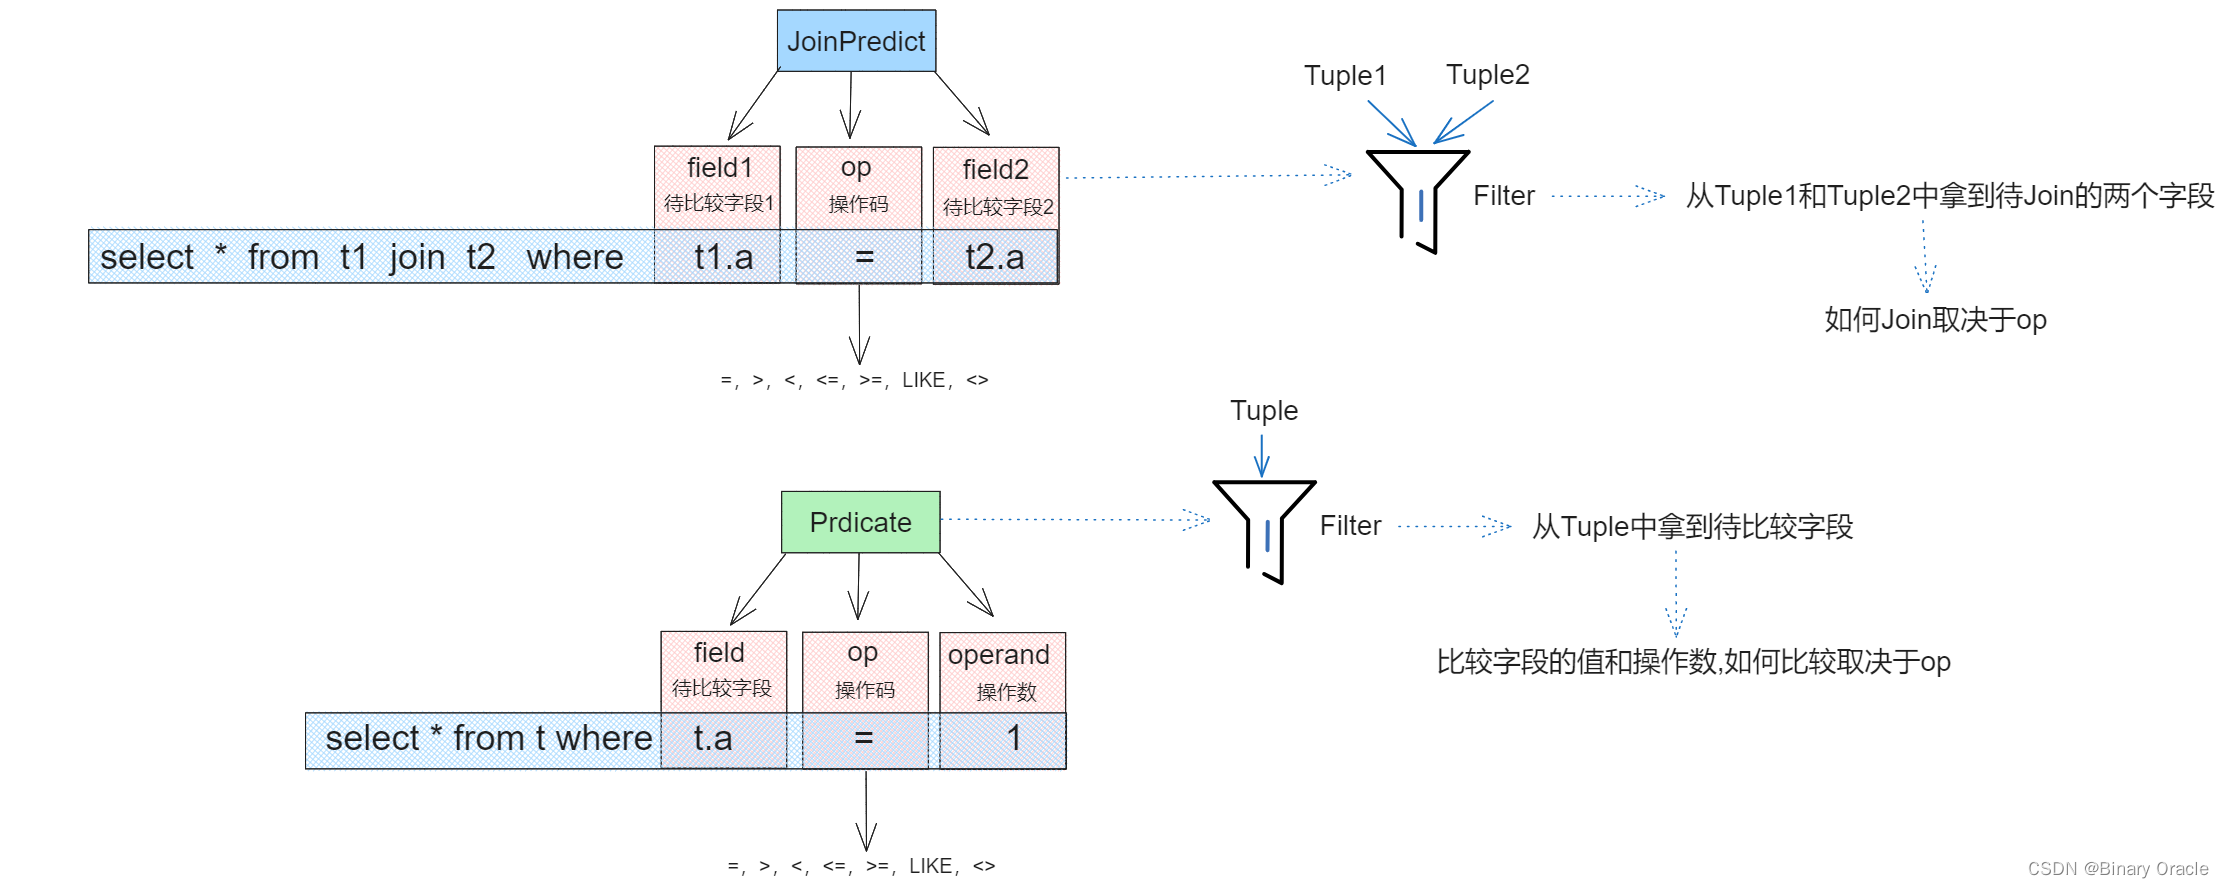 JoinPredict
Tuple1
Tuple2
field1
待比较字段1
op
操作码
field2
待比较字段2
Filter
从Tuple1和Tuple2中拿到待Join的两个字段
select * from t1 join t2 where t1.a = t2.a
如何Join取决于op
=, >, <, <=, >=, LIKE, <>
Tuple
Prdicate
Filter
从Tuple中拿到待比较字段
field
待比较字段
op
操作码
operand
操作数
比较字段的值和操作数,如何比较取决于op
select * from t where t.a = 1
=, >, <, <=, >=, LIKE, <>
CSDN @Binary Oracle